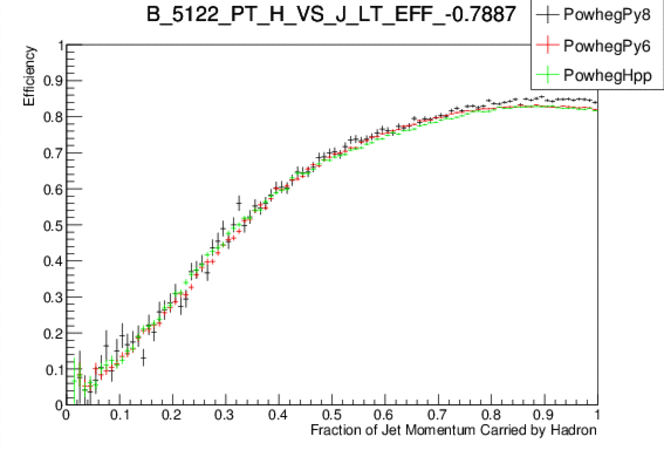 B_5122_PT_H_VS_J_LT_EFF_-0.7887
PowhegPy8
PowhegPy6
PowhegHpp
Efficiency
1
0.9
0.8
0.7
0.6
0.5
0.4
0.3
0.2
0.1
0
0 0.1 0.2 0.3 0.4 0.5 0.6 0.7 0.8 0.9 1
Fraction of Jet Momentum Carried by Hadron